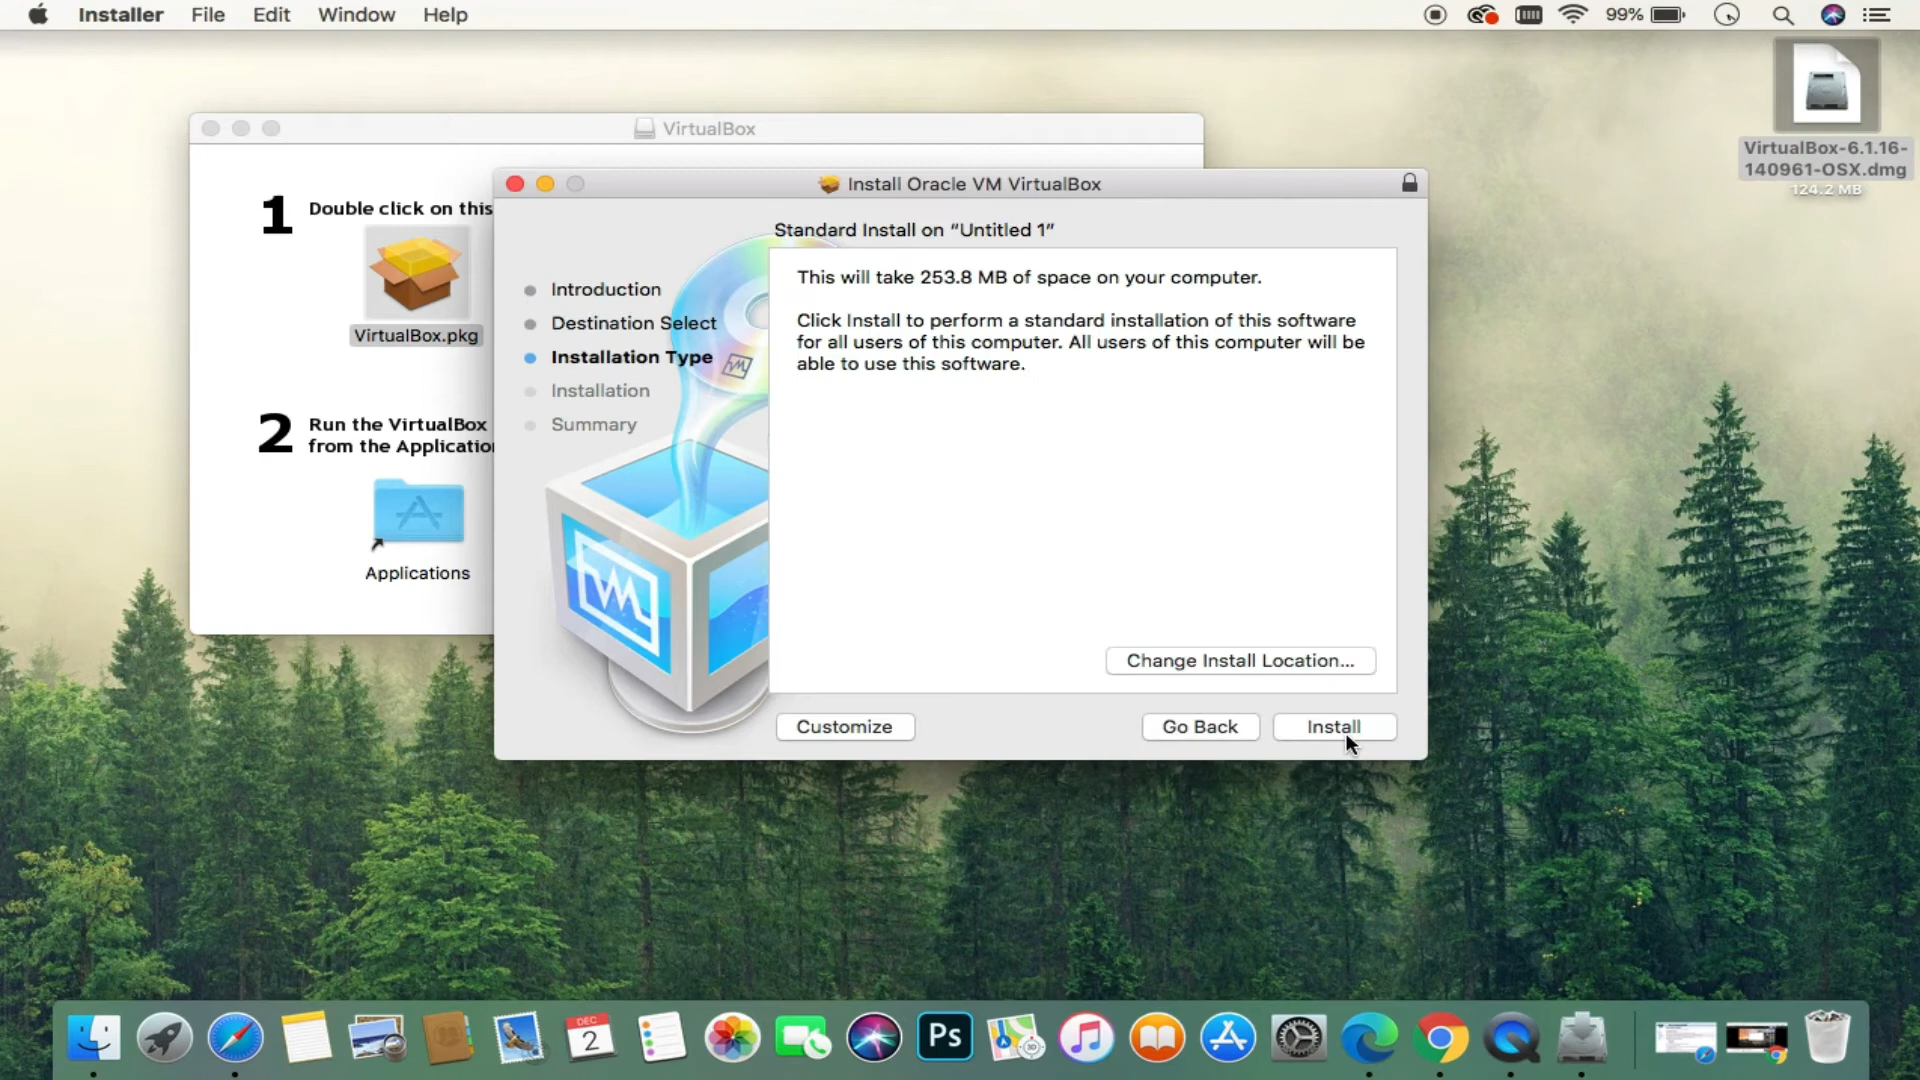 Installer File Edit Window Help 99%
VirtualBox-6.1.16-
140961-OSX.dmg
124.2 MB
VirtualBox
1 Double click on this
VirtualBox.pkg
2 Run the VirtualBox
from the Applicatio
Applications
Install Oracle VM VirtualBox
Standard Install on “Untitled 1”
Introduction
Destination Select
Installation Type
Installation
Summary
This will take 253.8 MB of space on your computer.
Click Install to perform a standard installation of this software
for all users of this computer. All users of this computer will be
able to use this software.
Change Install Location...
Customize Go Back Install
DEC
2
Ps
3D